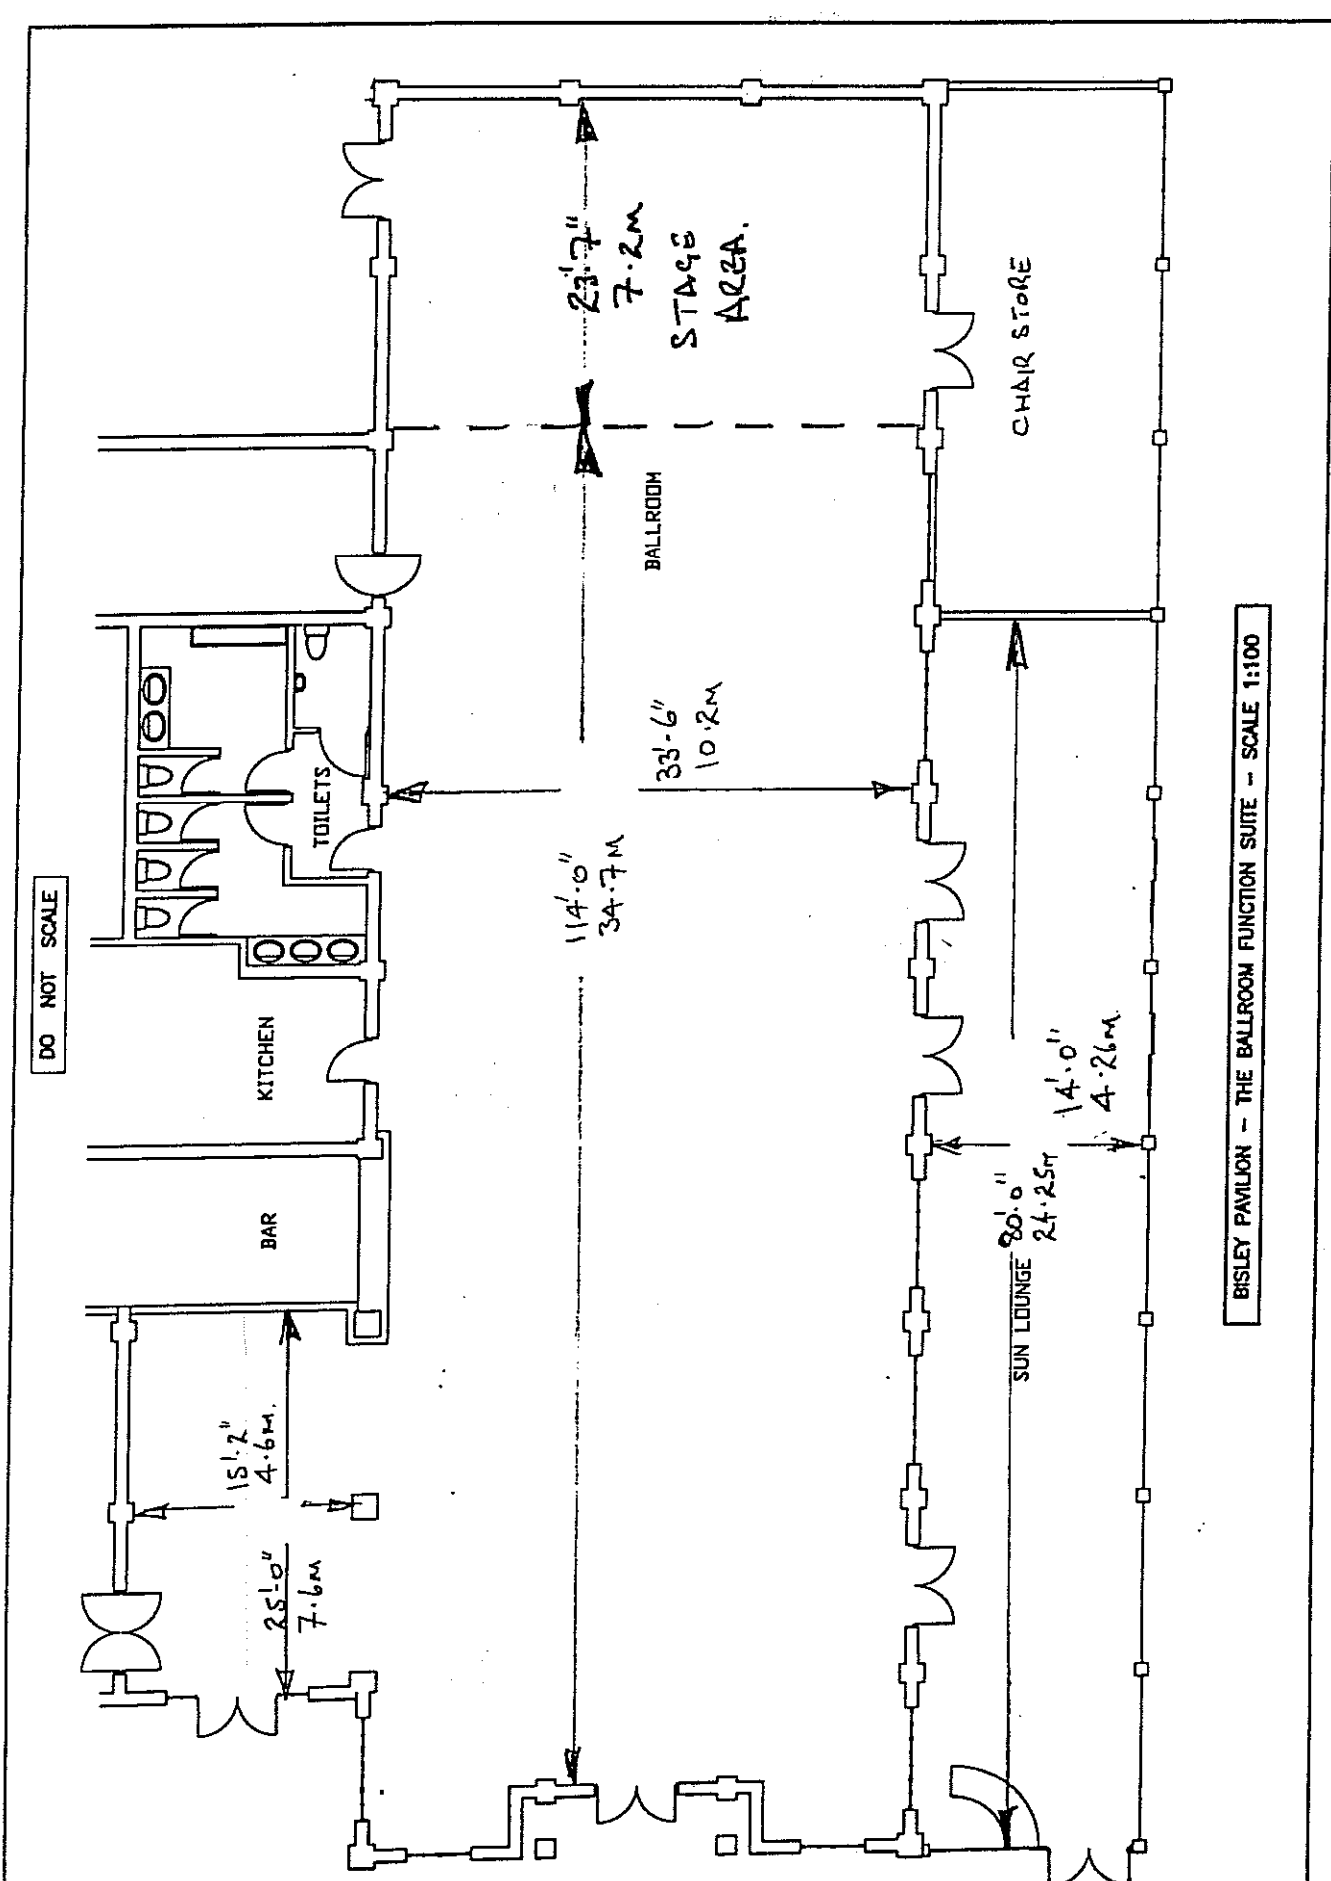 DO NOT SCALE
23'-7"
7.2M
STAGE
AREA.
CHAIR STORE
BALLROOM
TOILETS
33'-6"
10.2M
114'-0"
34.7M
KITCHEN
BAR
14'-0"
4.26M.
80'-0"
24.25M
SUN LOUNGE
15'-2"
4.6M.
25'-0"
7.6M
BISLEY PAVILION - THE BALLROOM FUNCTION SUITE - SCALE 1:100